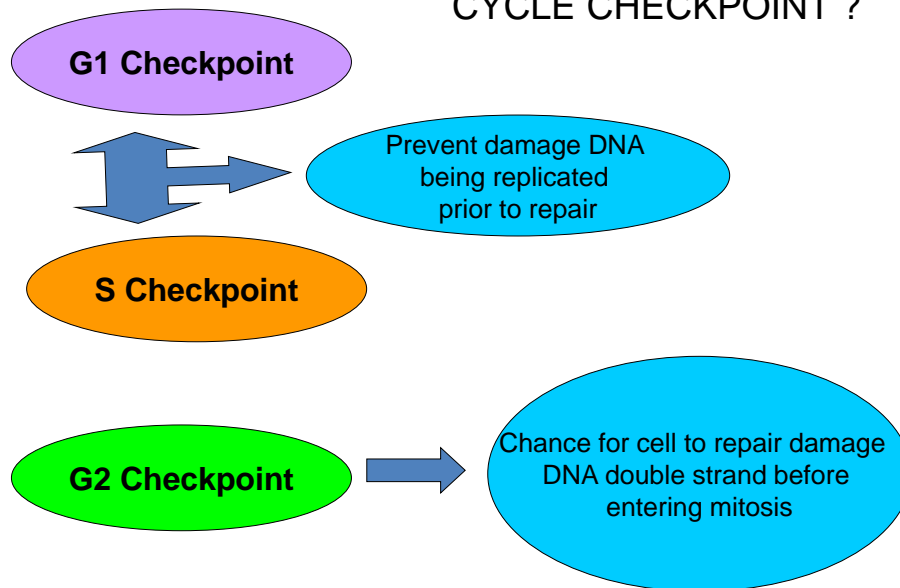 CYCLE CHECKPOINT ?
G1 Checkpoint
Prevent damage DNA
being replicated
prior to repair
S Checkpoint
G2 Checkpoint
Chance for cell to repair damage
DNA double strand before
entering mitosis